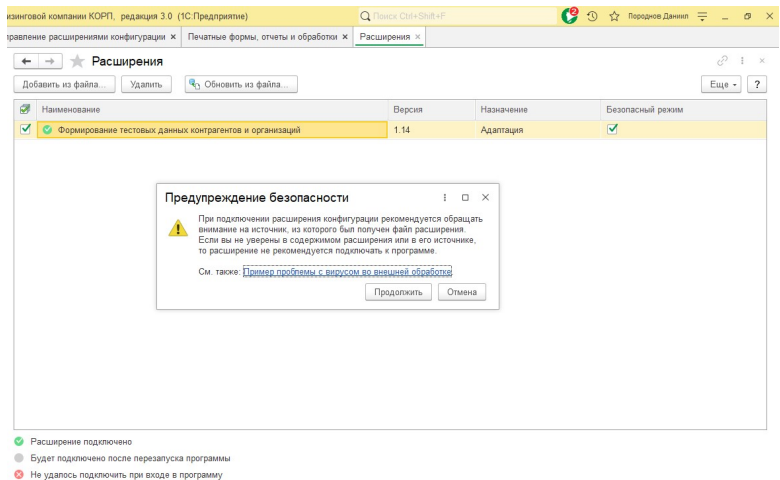 изинговой компании КОРП, редакция 3.0 (1С:Предприятие)
Поиск Ctrl+Shift+F
2
Породнов Даниил
правление расширениями конфигурации ×
Печатные формы, отчеты и обработки ×
Расширения ×
Расширения
Добавить из файла...
Удалить
Обновить из файла...
Еще
?
Наименование
Версия
Назначение
Безопасный режим
Формирование тестовых данных контрагентов и организаций
1.14
Адаптация
Предупреждение безопасности
При подключении расширения конфигурации рекомендуется обращать
внимание на источник, из которого был получен файл расширения.
Если вы не уверены в содержимом расширения или в его источнике,
то расширение не рекомендуется подключать к программе.
См. также: Пример проблемы с вирусом во внешней обработке
Продолжить
Отмена
Расширение подключено
Будет подключено после перезапуска программы
Не удалось подключить при входе в программу